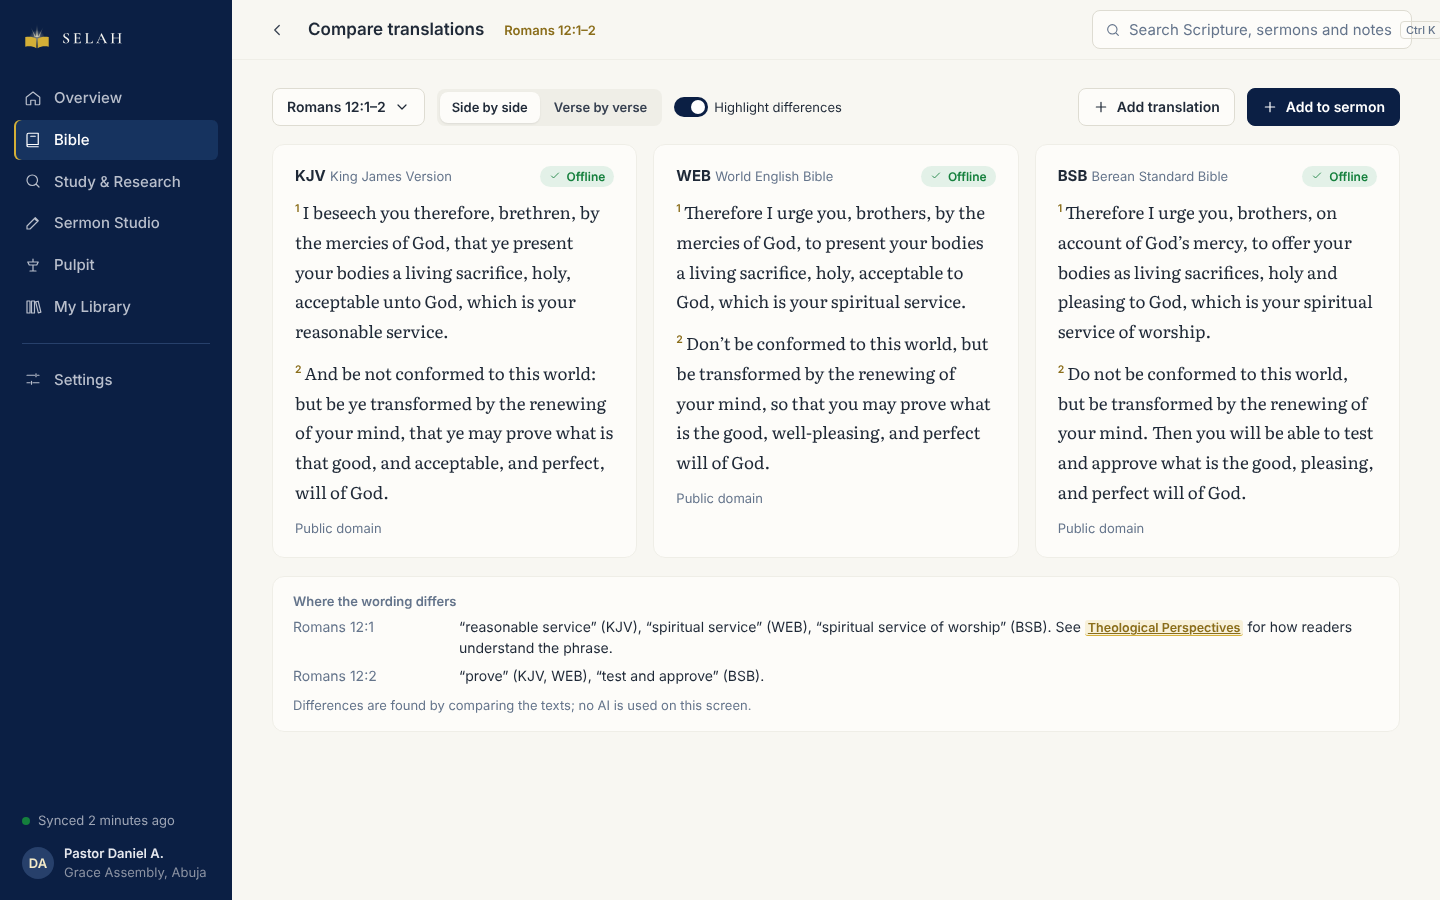 SELAH
Overview
Bible
Study & Research
Sermon Studio
Pulpit
My Library
Settings
Synced 2 minutes ago
DA
Pastor Daniel A.
Grace Assembly, Abuja
Compare translations
Romans 12:1–2
Search Scripture, sermons and notes
Ctrl K
Romans 12:1–2
Side by side
Verse by verse
Highlight differences
Add translation
Add to sermon
KJV King James Version
Offline
1 I beseech you therefore, brethren, by
the mercies of God, that ye present
your bodies a living sacrifice, holy,
acceptable unto God, which is your
reasonable service.
2 And be not conformed to this world:
but be ye transformed by the renewing
of your mind, that ye may prove what is
that good, and acceptable, and perfect,
will of God.
Public domain
WEB World English Bible
Offline
1 Therefore I urge you, brothers, by the
mercies of God, to present your bodies
a living sacrifice, holy, acceptable to
God, which is your spiritual service.
2 Don’t be conformed to this world, but
be transformed by the renewing of
your mind, so that you may prove what
is the good, well-pleasing, and perfect
will of God.
Public domain
BSB Berean Standard Bible
Offline
1 Therefore I urge you, brothers, on
account of God’s mercy, to offer your
bodies as living sacrifices, holy and
pleasing to God, which is your spiritual
service of worship.
2 Do not be conformed to this world,
but be transformed by the renewing of
your mind. Then you will be able to test
and approve what is the good, pleasing,
and perfect will of God.
Public domain
Where the wording differs
Romans 12:1
“reasonable service” (KJV), “spiritual service” (WEB), “spiritual service of worship” (BSB). See Theological Perspectives for how readers
understand the phrase.
Romans 12:2
“prove” (KJV, WEB), “test and approve” (BSB).
Differences are found by comparing the texts; no AI is used on this screen.